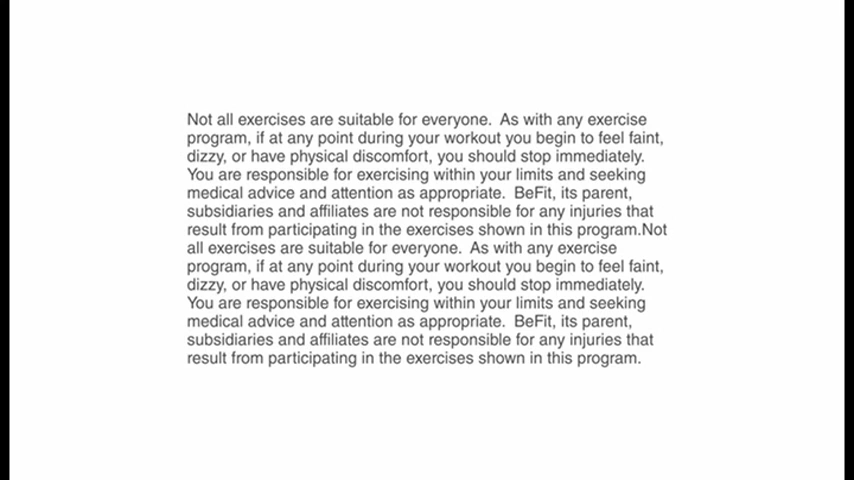 Not all exercises are suitable for everyone.  As with any exercise
program, if at any point during your workout you begin to feel faint,
dizzy, or have physical discomfort, you should stop immediately.
You are responsible for exercising within your limits and seeking
medical advice and attention as appropriate.  BeFit, its parent,
subsidiaries and affiliates are not responsible for any injuries that
result from participating in the exercises shown in this program.Not
all exercises are suitable for everyone.  As with any exercise
program, if at any point during your workout you begin to feel faint,
dizzy, or have physical discomfort, you should stop immediately.
You are responsible for exercising within your limits and seeking
medical advice and attention as appropriate.  BeFit, its parent,
subsidiaries and affiliates are not responsible for any injuries that
result from participating in the exercises shown in this program.